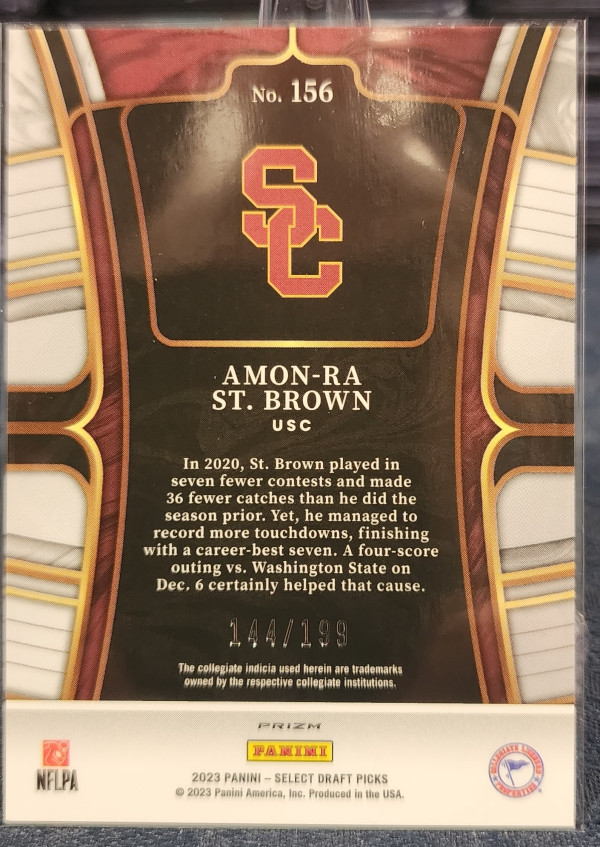 No. 156
SC
AMON-RA
ST. BROWN
USC
In 2020, St. Brown played in
seven fewer contests and made
36 fewer catches than he did the
season prior. Yet, he managed to
record more touchdowns, finishing
with a career-best seven. A four-score
outing vs. Washington State on
Dec. 6 certainly helped that cause.
144/199
The collegiate indicia used herein are trademarks
owned by the respective collegiate institutions.
PRIZM
PANINI
NFLPA
2023 PANINI – SELECT DRAFT PICKS
© 2023 Panini America, Inc. Produced in the USA.